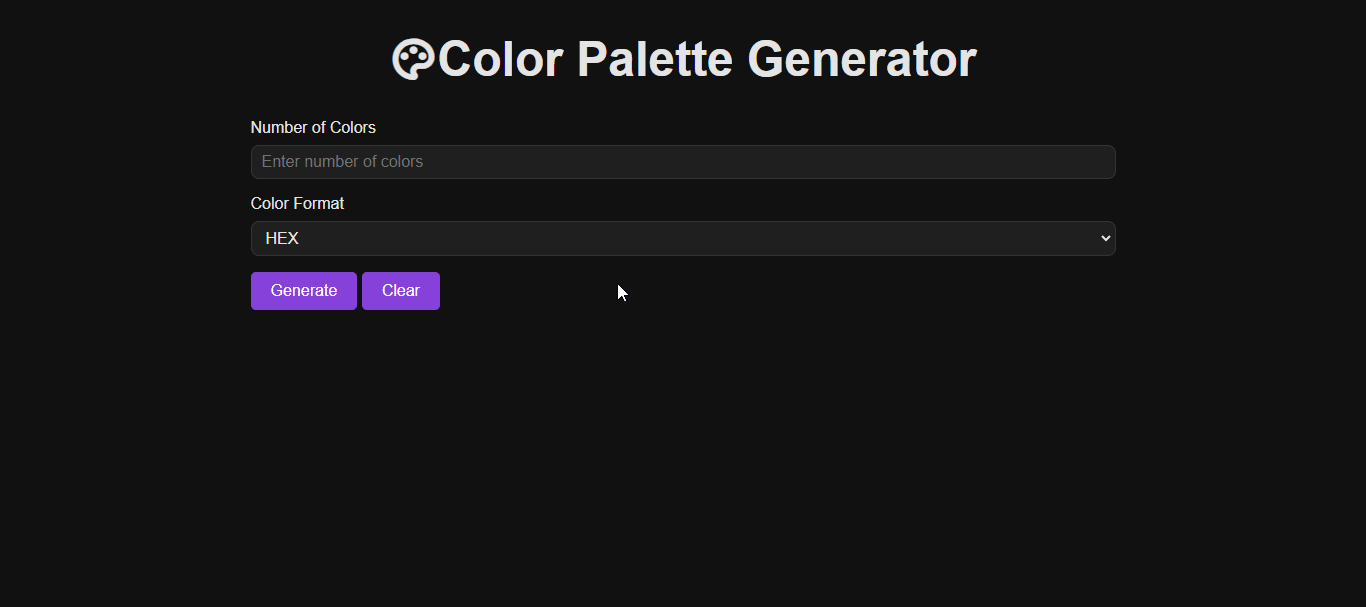 Color Palette Generator
Number of Colors
Enter number of colors
Color Format
HEX
Generate Clear